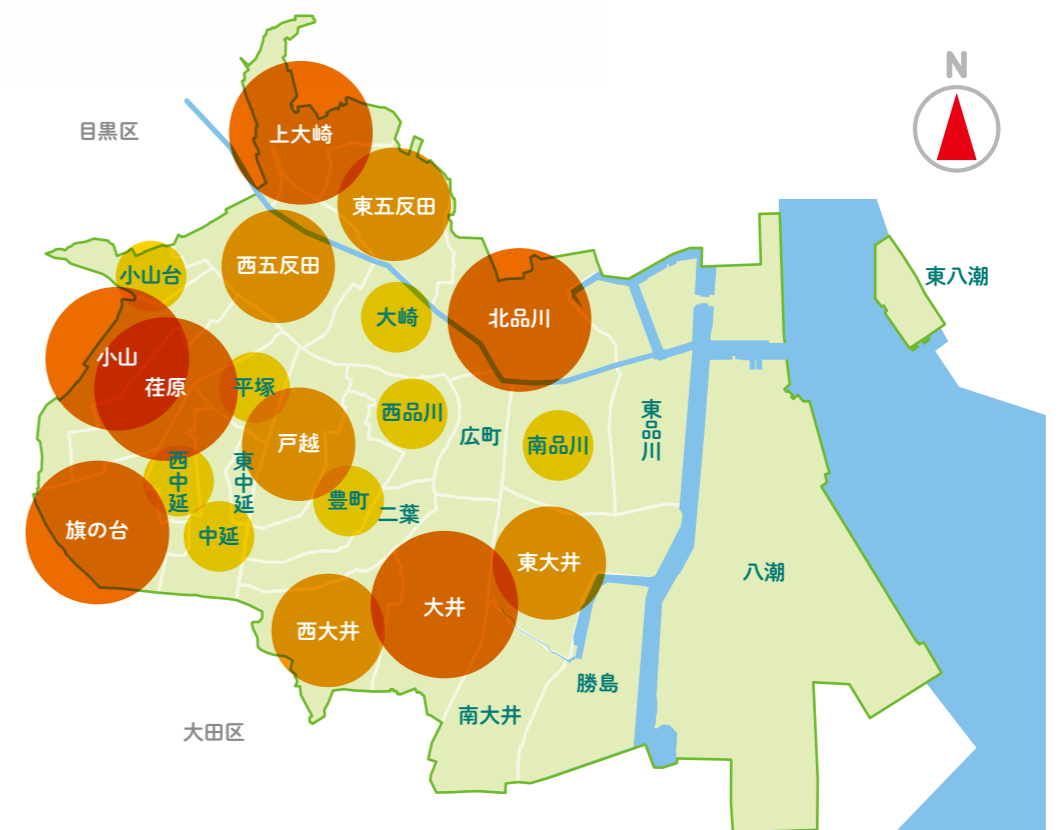 N
目黒区
上大崎
東五反田
西五反田
小山台
東八潮
大崎
北品川
小山
荏原
平塚
西品川
戸越
広町
南品川
東品川
西中延
東中延
豊町
二葉
旗の台
中延
東大井
八潮
大井
西大井
勝島
南大井
大田区